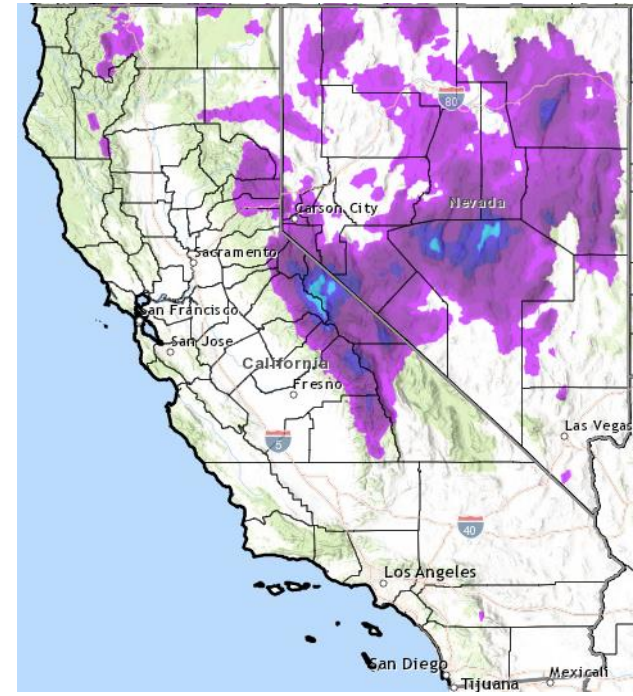 80
Nevada
Carson City
Sacramento
San Francisco
San Jose
California
Fresno
5
Las Vegas
40
Los Angeles
San Diego
Tijuana
Mexicali